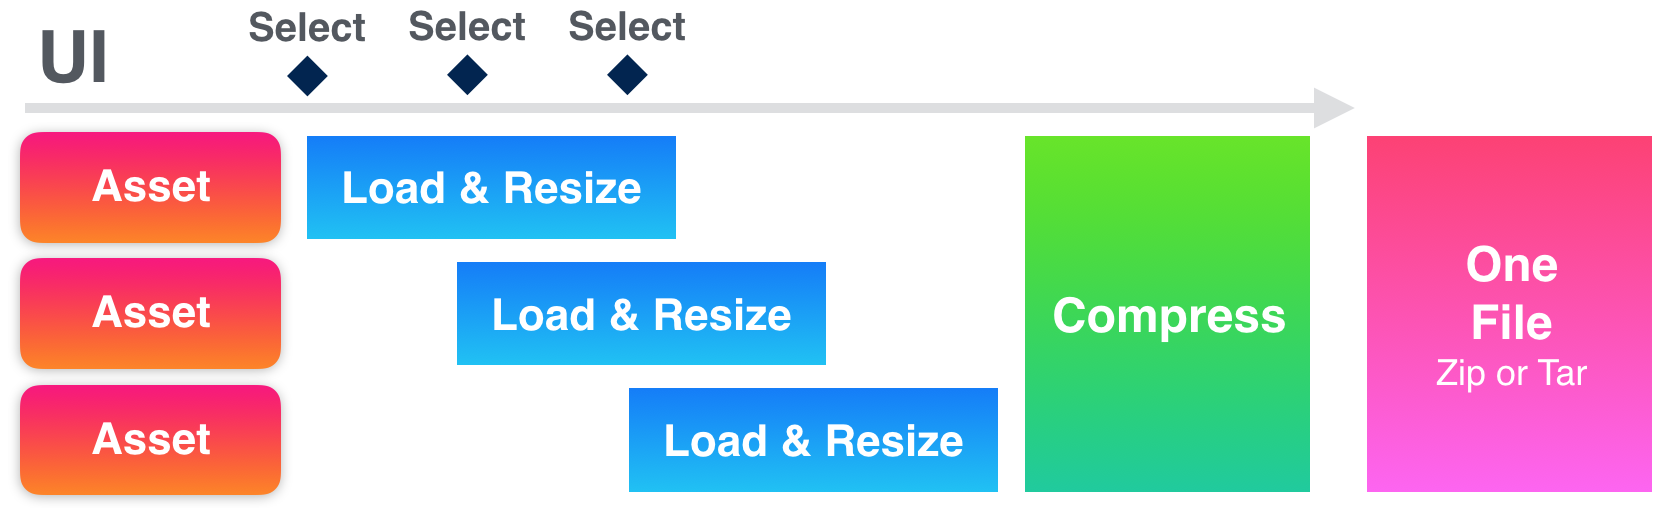 UI
Select
Select
Select
Asset
Load & Resize
Asset
Load & Resize
Asset
Load & Resize
Compress
One
File
Zip or Tar